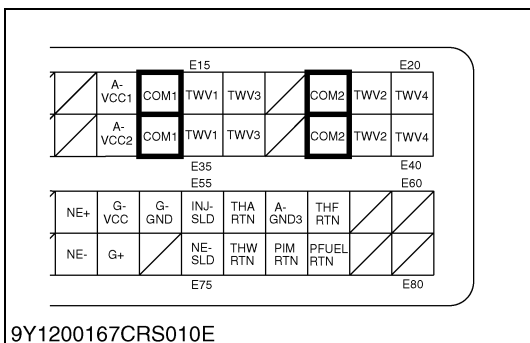 E15 E20
A-VCC1 COM1 TWV1 TWV3 COM2 TWV2 TWV4
A-VCC2 COM1 TWV1 TWV3 COM2 TWV2 TWV4
E35 E40
E55 E60
NE+ G-VCC G-GND INJ-SLD THA RTN A-GND3 THF RTN
NE- G+ NE-SLD THW RTN PIM RTN PFUEL RTN
E75 E80
9Y1200167CRS010E